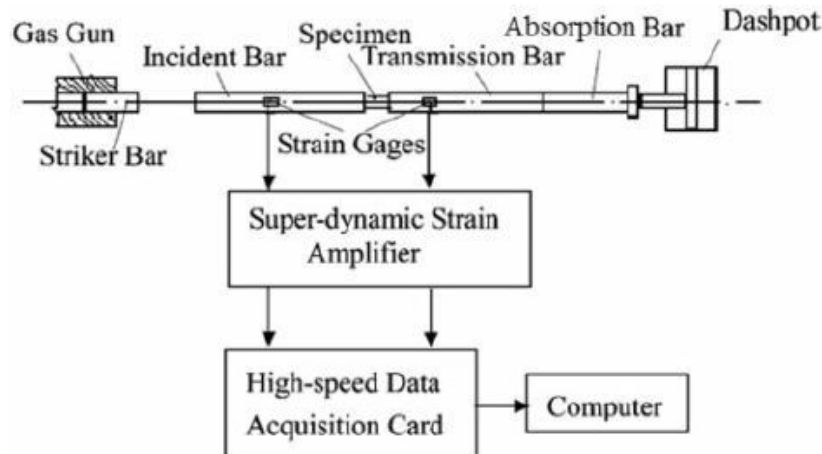 Gas Gun
Incident Bar
Specimen
Transmission Bar
Absorption Bar
Dashpot
Striker Bar
Strain Gages
Super-dynamic Strain
Amplifier
High-speed Data
Acquisition Card
Computer